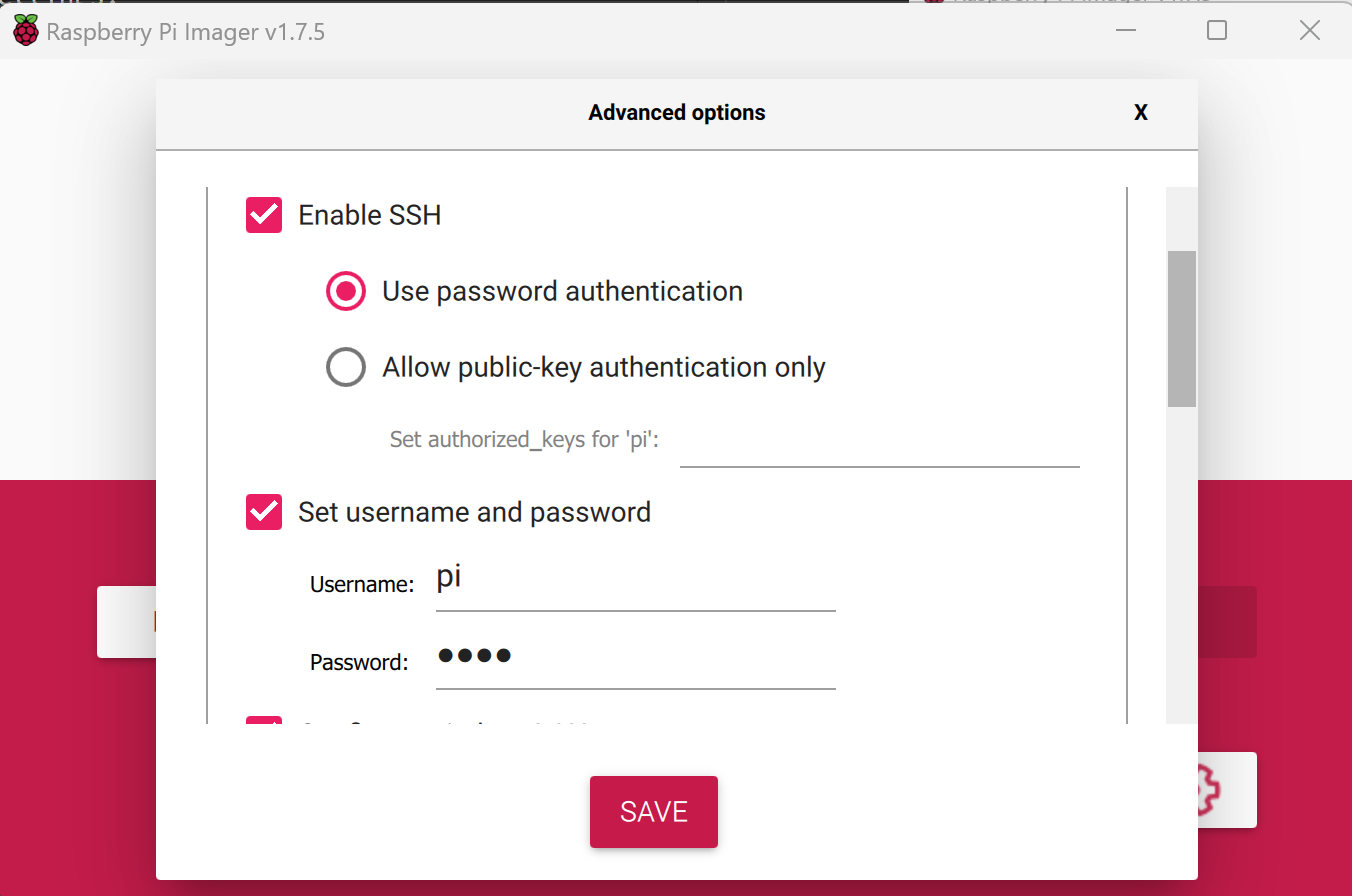 Raspberry Pi Imager v1.7.5
Advanced options
X
Enable SSH
Use password authentication
Allow public-key authentication only
Set authorized_keys for 'pi':
Set username and password
Username: pi
Password: ●●●●
SAVE